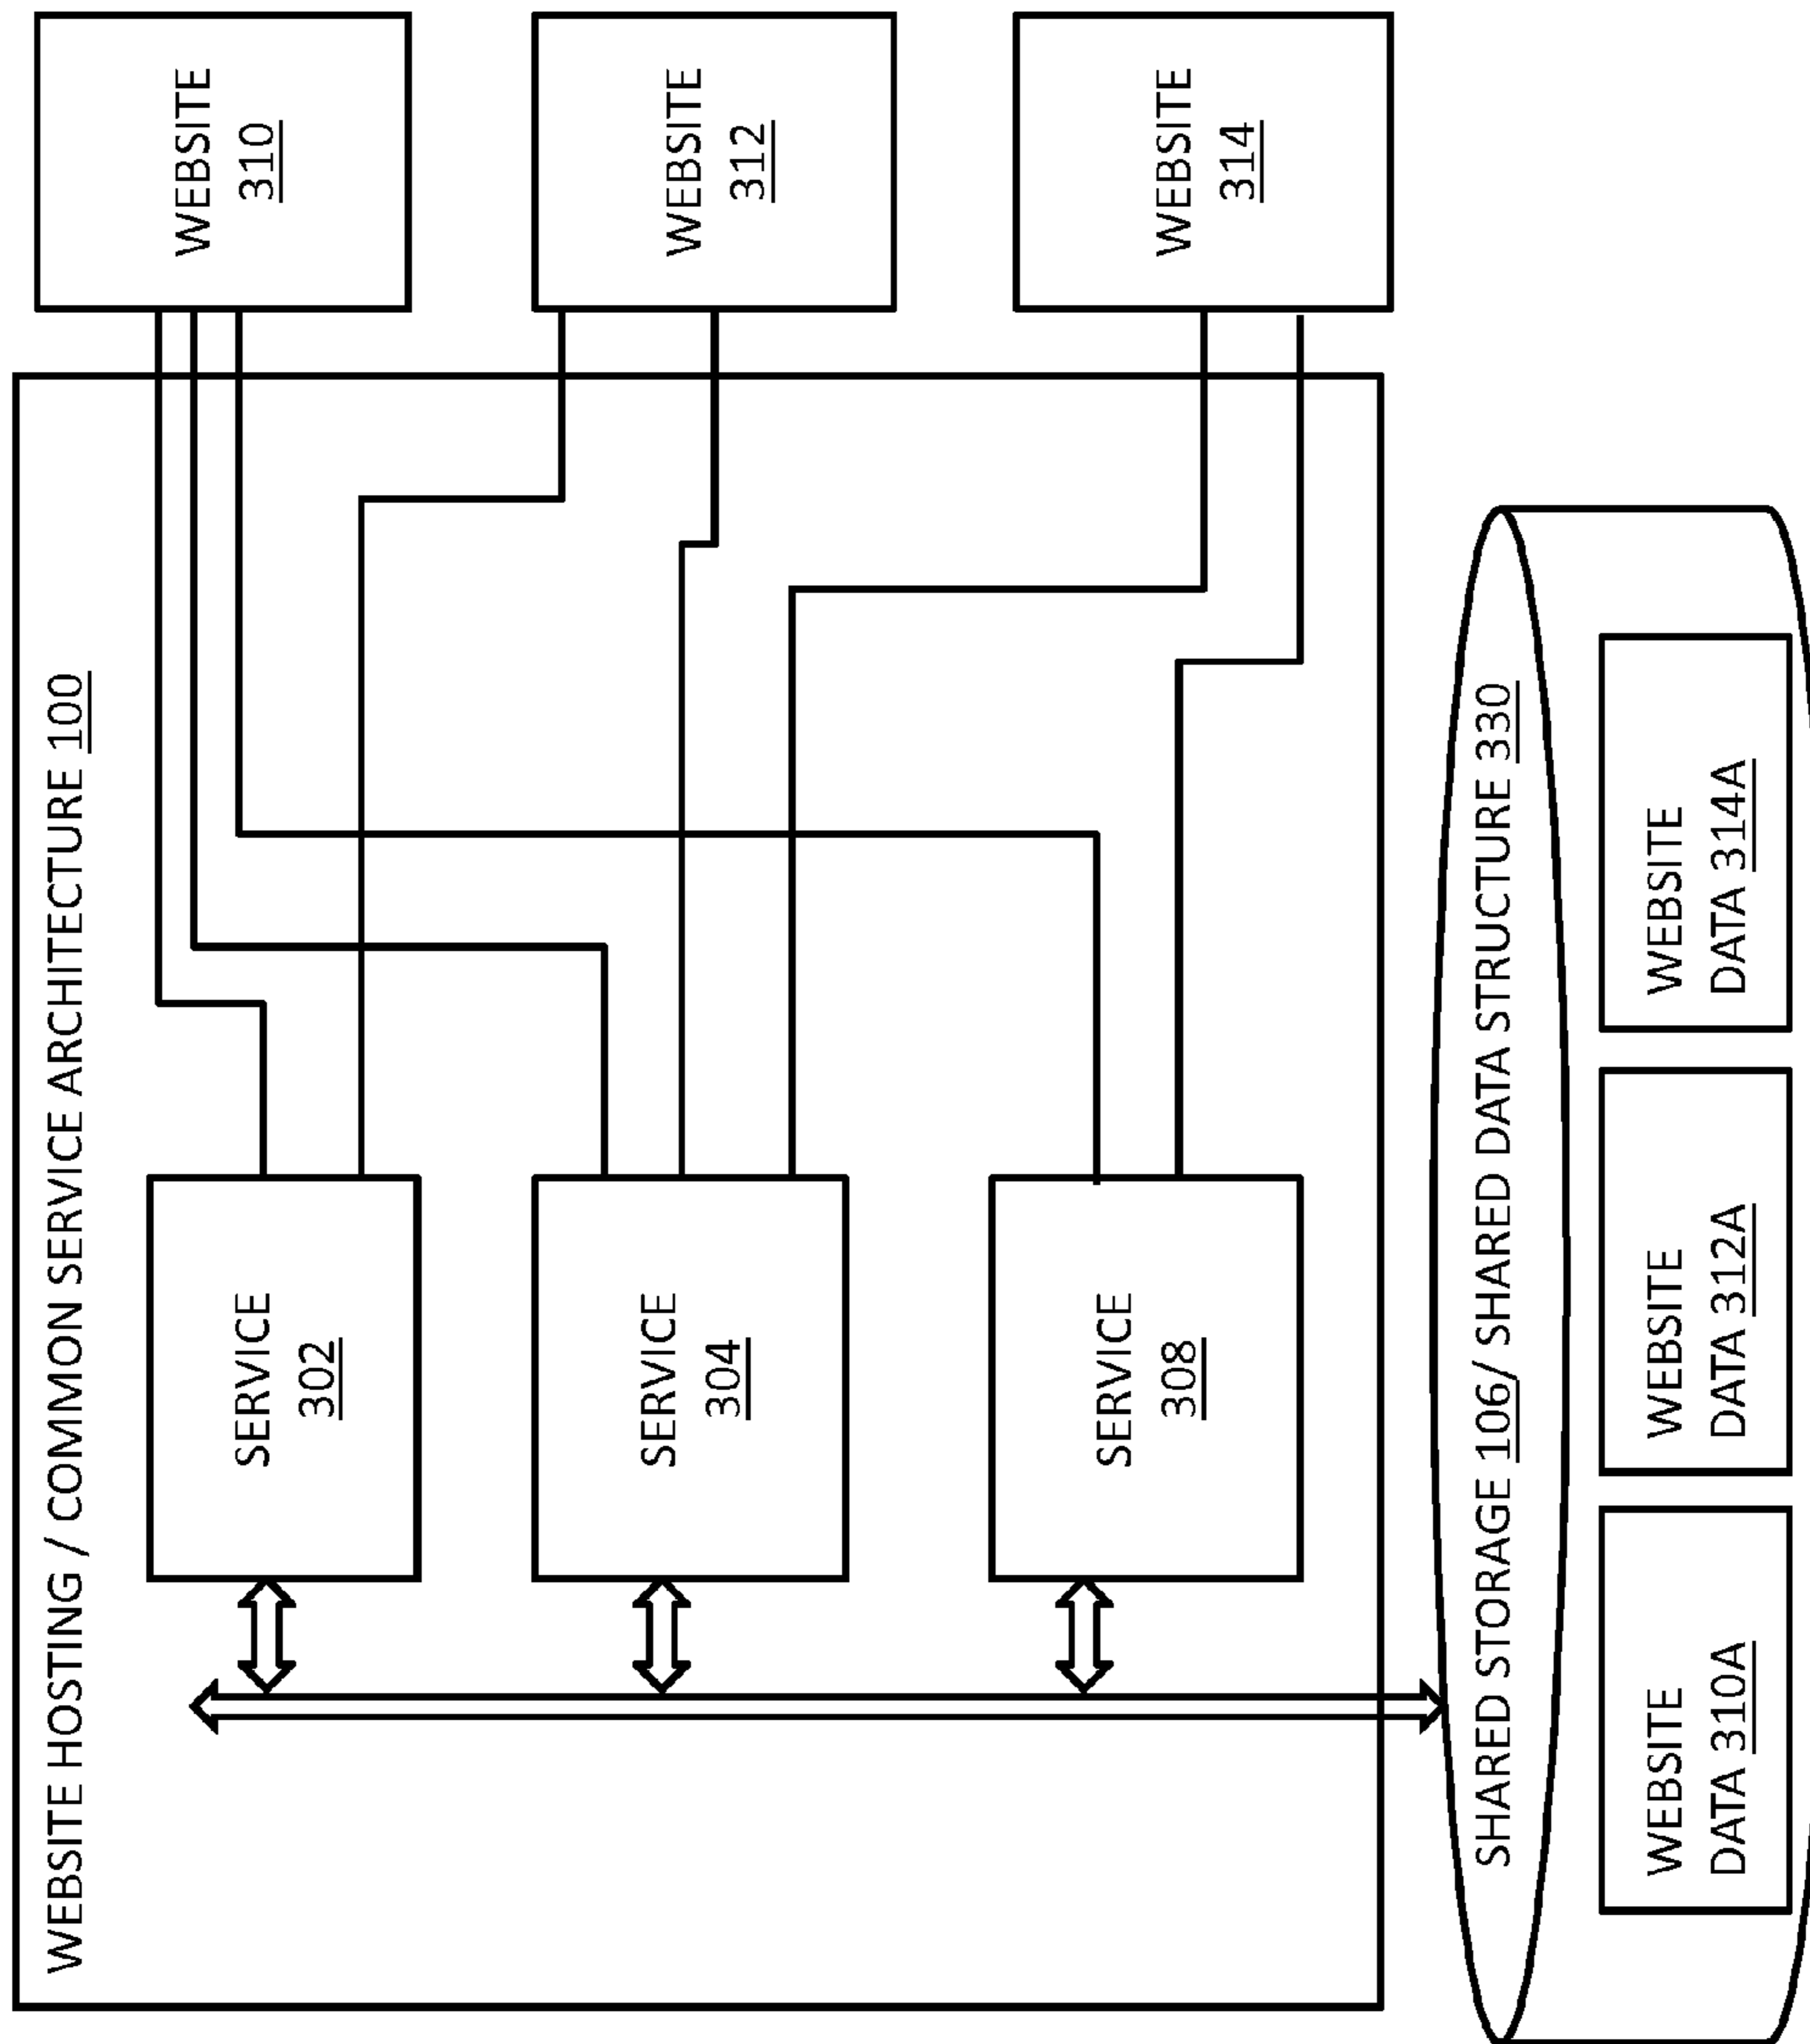 WEBSITE HOSTING / COMMON SERVICE ARCHITECTURE 100
SERVICE
302
SERVICE
304
SERVICE
308
WEBSITE
310
WEBSITE
312
WEBSITE
314
SHARED STORAGE 106/ SHARED DATA STRUCTURE 330
WEBSITE
DATA 310A
WEBSITE
DATA 312A
WEBSITE
DATA 314A